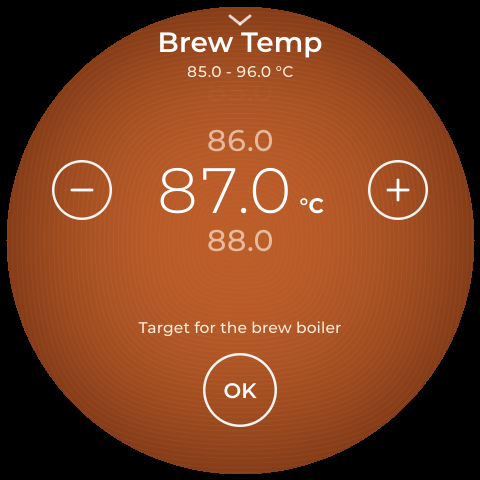 Brew Temp
85.0 - 96.0 °C
86.0
87.0 °C
88.0
Target for the brew boiler
OK